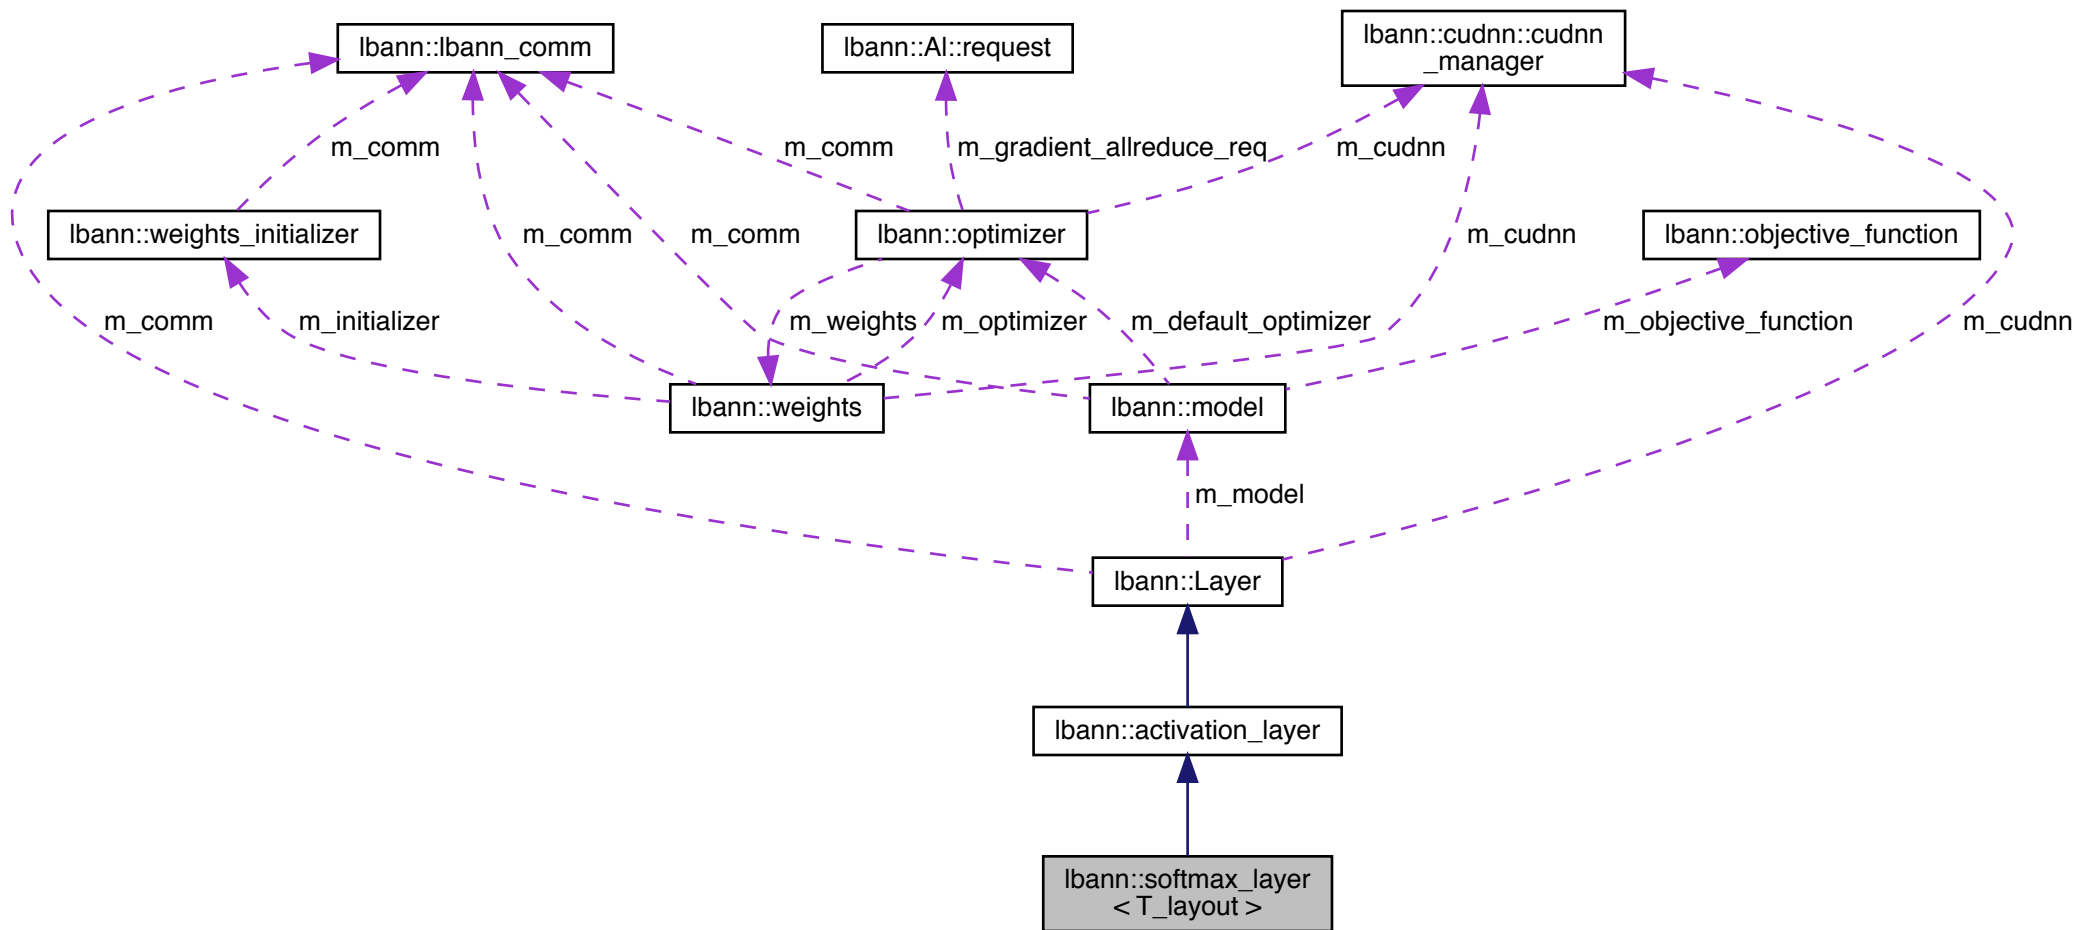 lbann::lbann_comm
lbann::Al::request
lbann::cudnn::cudnn
_manager
m_comm
m_comm
m_gradient_allreduce_req
m_cudnn
lbann::weights_initializer
m_comm
m_comm
lbann::optimizer
m_cudnn
lbann::objective_function
m_comm
m_initializer
m_weights
m_optimizer
m_default_optimizer
m_objective_function
m_cudnn
lbann::weights
lbann::model
m_model
lbann::Layer
lbann::activation_layer
lbann::softmax_layer
< T_layout >